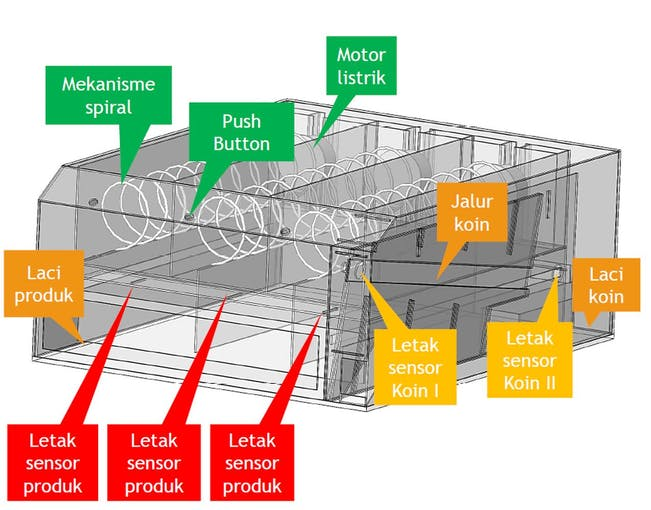 Motor
listrik
Mekanisme
spiral
Push
Button
Jalur
koin
Laci
produk
Laci
koin
Letak
sensor
Koin I
Letak
sensor
Koin II
Letak
sensor
produk
Letak
sensor
produk
Letak
sensor
produk